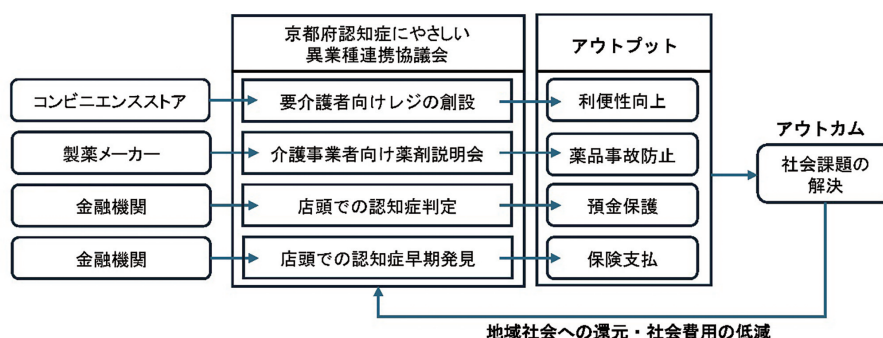 京都府認知症にやさしい
異業種連携協議会
アウトプット
コンビニエンスストア
要介護者向けレジの創設
利便性向上
製薬メーカー
介護事業者向け薬剤説明会
薬品事故防止
金融機関
店頭での認知症判定
預金保護
金融機関
店頭での認知症早期発見
保険支払
アウトカム
社会課題の
解決
地域社会への還元・社会費用の低減